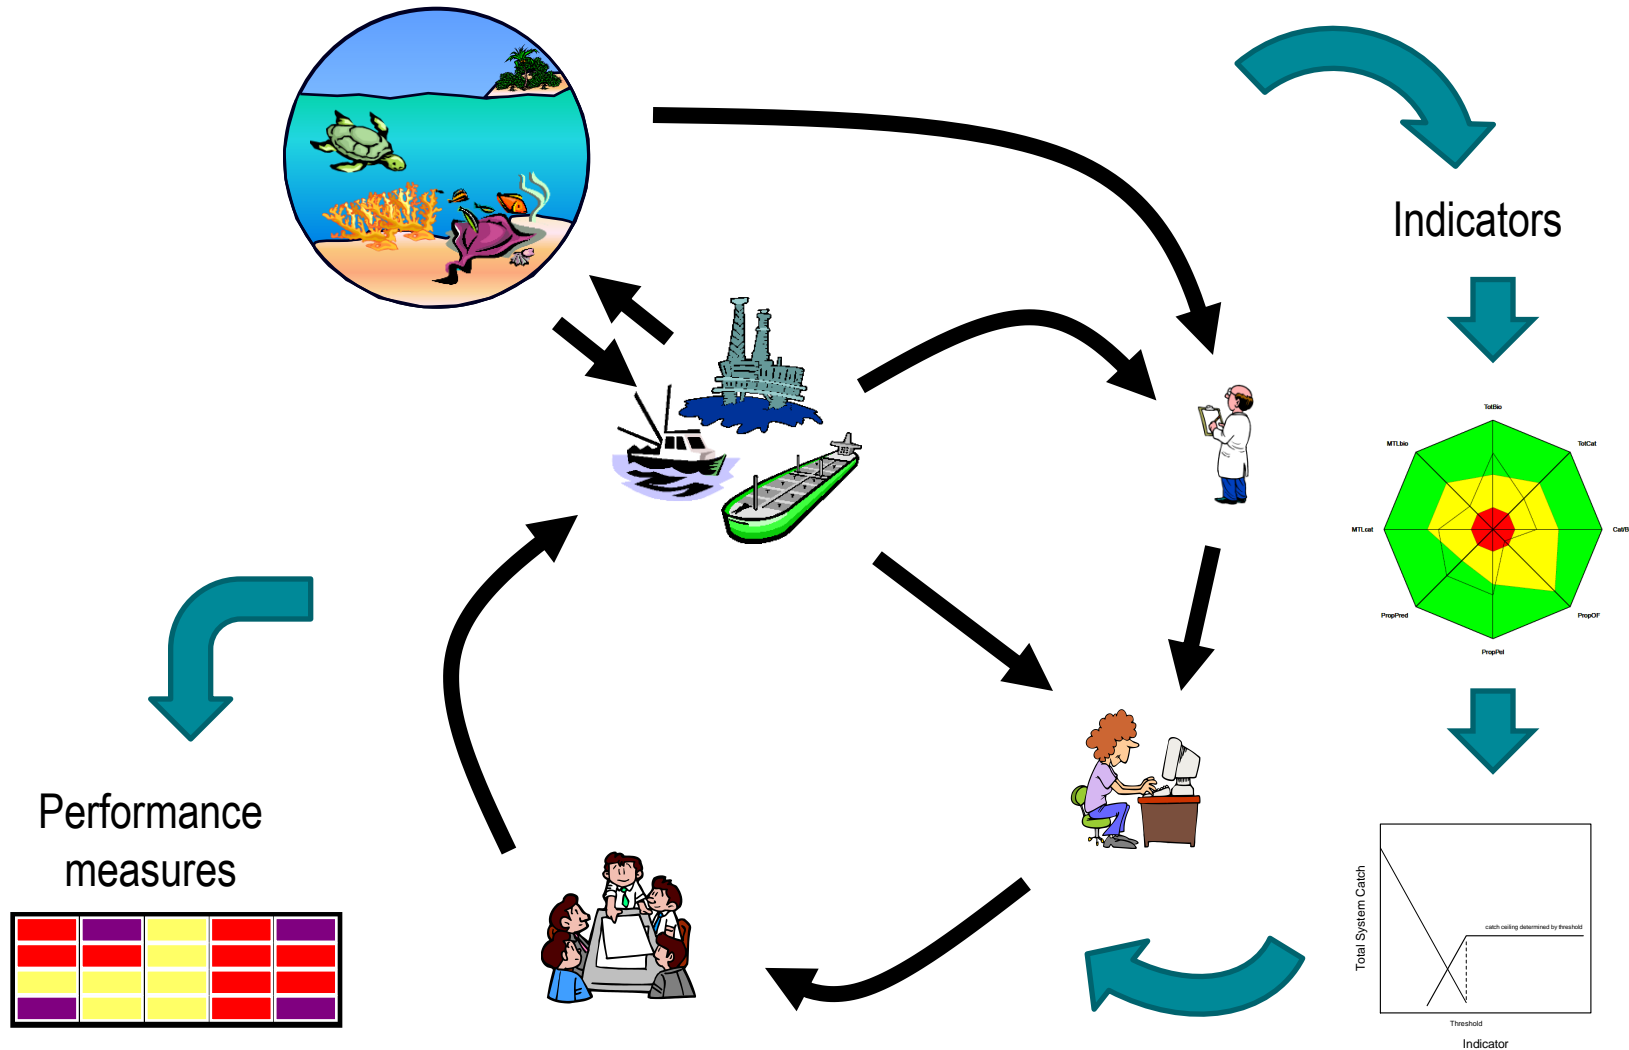 Indicators
TotBio
MTLbio
TotCat
MTLcat
Cat/B
PropPred
PropOF
PropPel
Performance
measures
Total System Catch
catch ceiling determined by threshold
Threshold
Indicator